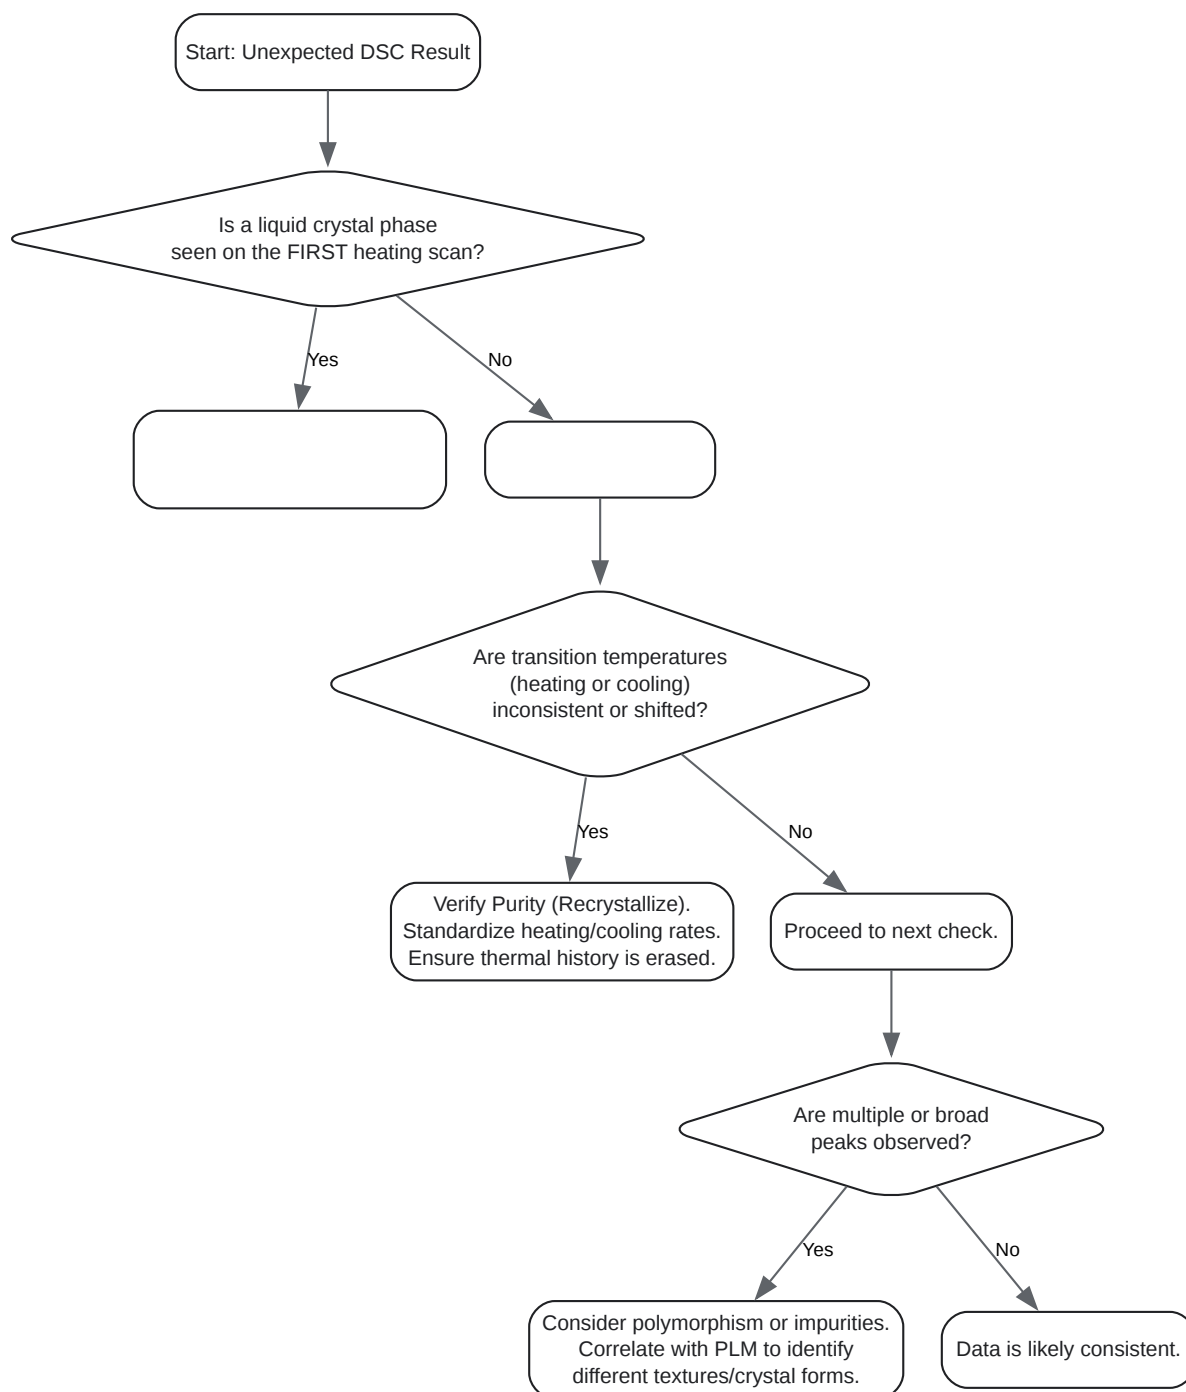 Start: Unexpected DSC Result
Is a liquid crystal phase
seen on the FIRST heating scan?
Yes
No
Are transition temperatures
(heating or cooling)
inconsistent or shifted?
Yes
No
Verify Purity (Recrystallize).
Standardize heating/cooling rates.
Ensure thermal history is erased.
Proceed to next check.
Are multiple or broad
peaks observed?
Yes
No
Consider polymorphism or impurities.
Correlate with PLM to identify
different textures/crystal forms.
Data is likely consistent.